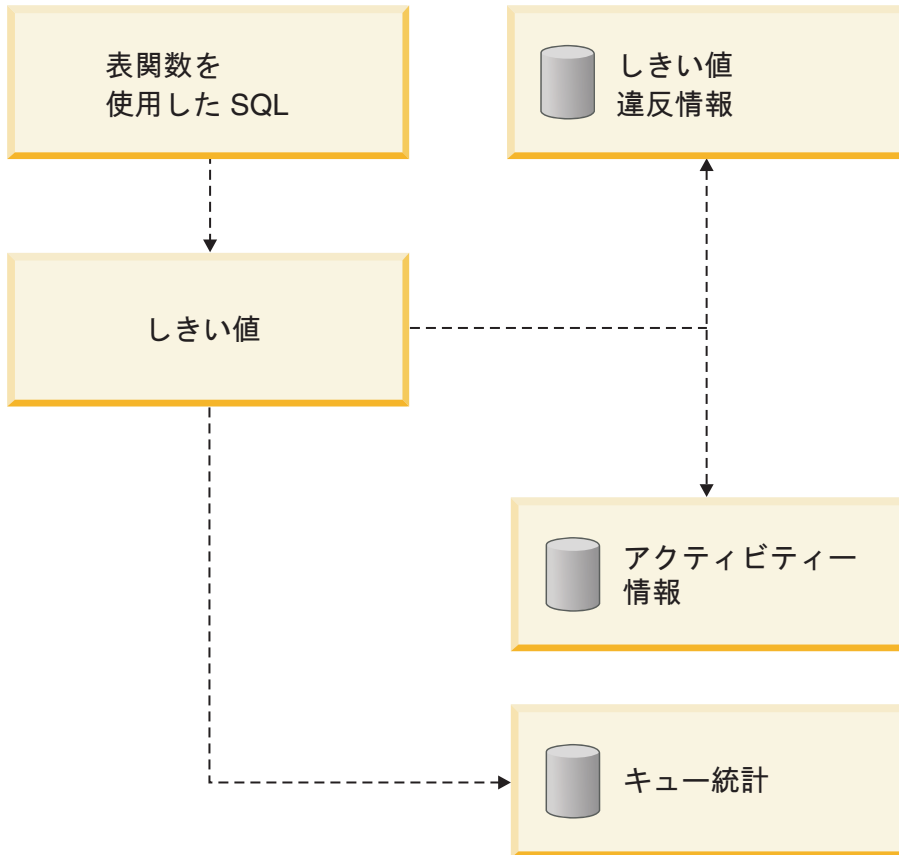 表関数を
使用した SQL
しきい値
違反情報
しきい値
アクティビティー
情報
キュー統計